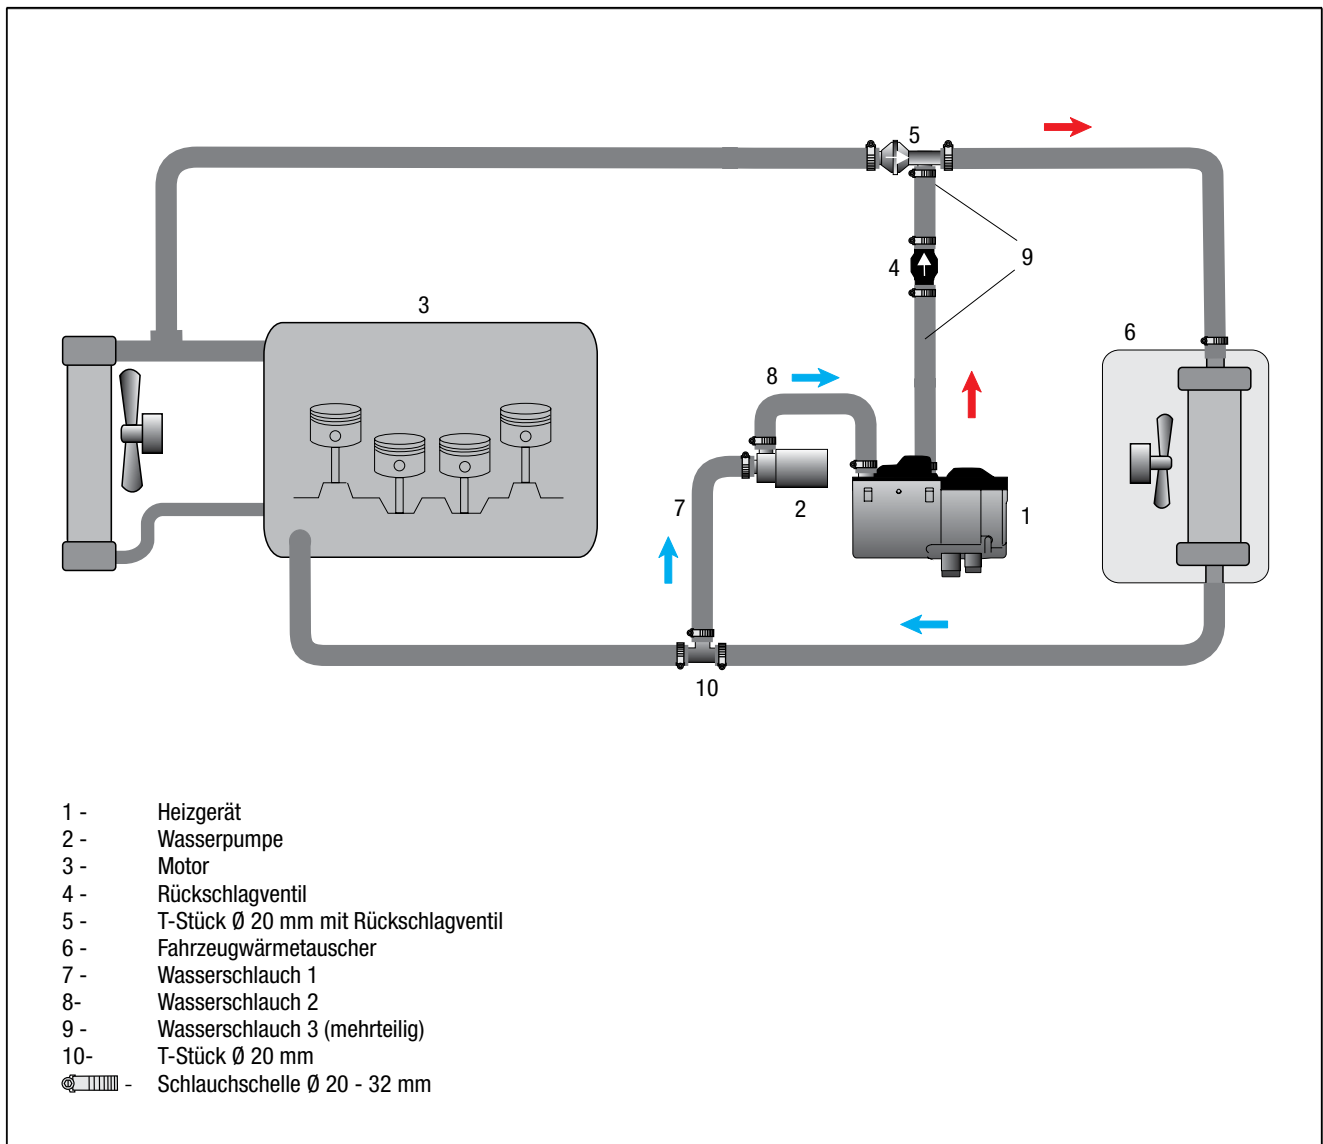 5
9
4
3
6
8
7
2
1
10
1 - Heizgerät
2 - Wasserpumpe
3 - Motor
4 - Rückschlagventil
5 - T-Stück Ø 20 mm mit Rückschlagventil
6 - Fahrzeugwärmetauscher
7 - Wasserschlauch 1
8- Wasserschlauch 2
9 - Wasserschlauch 3 (mehrteilig)
10- T-Stück Ø 20 mm
- Schlauchschelle Ø 20 - 32 mm